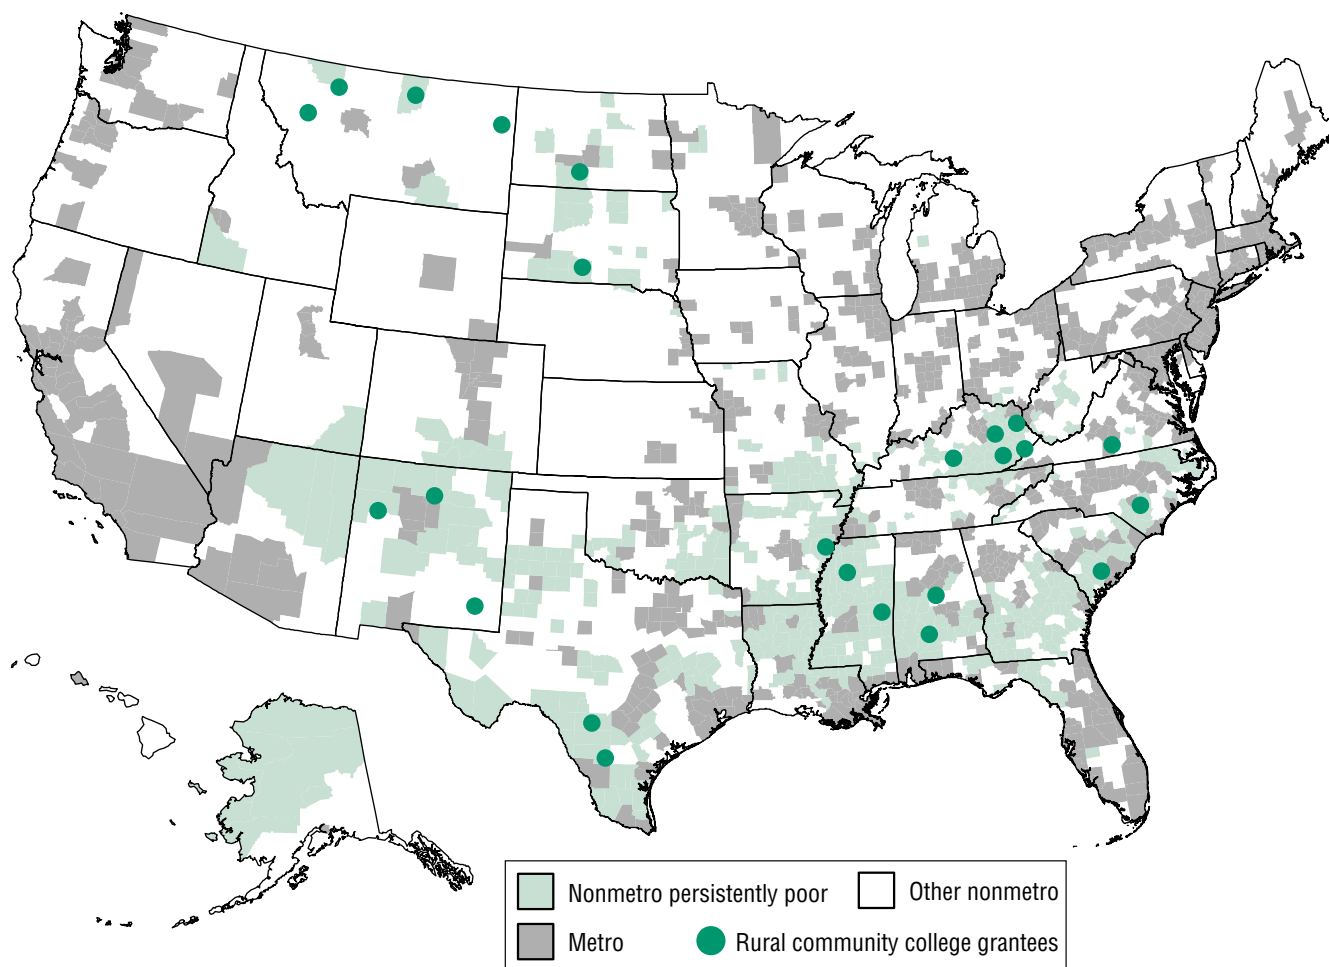 Nonmetro persistently poor
Other nonmetro
Metro
Rural community college grantees